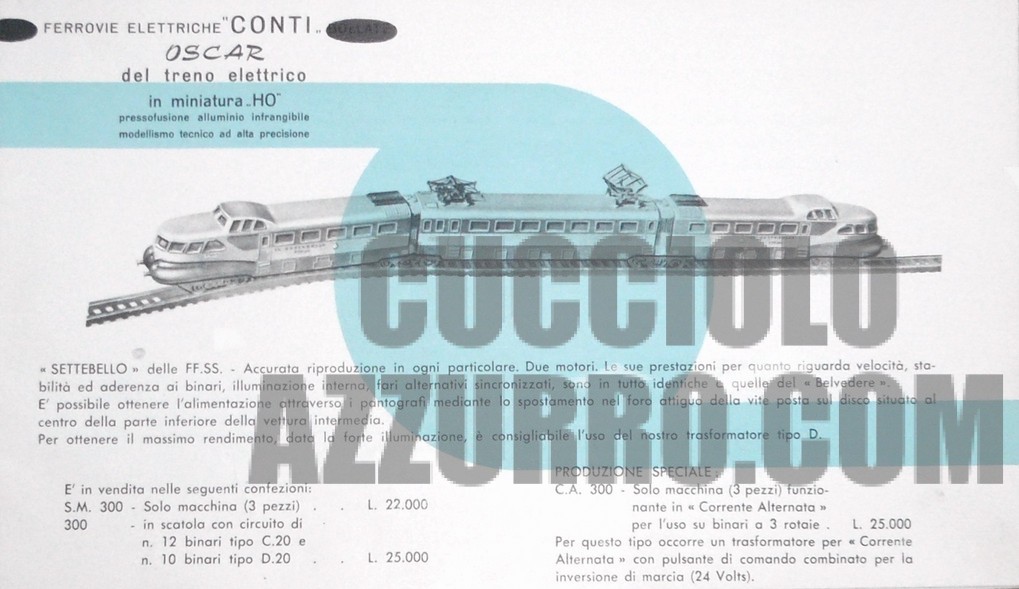 FERROVIE ELETTRICHE "CONTI„ BOLLATE
OSCAR
del treno elettrico
in miniatura „HO"
pressofusione alluminio infrangibile
modellismo tecnico ad alta precisione
CUCCIOLO
AZZURRO.COM
« SETTEBELLO » delle FF.SS. - Accurata riproduzione in ogni particolare. Due motori. Le sue prestazioni per quanto riguarda velocità, sta-
bilità ed aderenza ai binari, illuminazione interna, fari alternativi sincronizzati, sono in tutto identiche a quelle del « Belvedere ».
E' possibile ottenere l'alimentazione attraverso i pantografi mediante lo spostamento nel foro attigua della vite posta sul disco situato al
centro della parte inferiore della vettura intermedia.
Per ottenere il massimo rendimento, data la forte illuminazione, è consigliabile l'uso del nostro trasformatore tipo D.
E' in vendita nelle seguenti confezioni:
S.M. 300 - Solo macchina (3 pezzi) . . L. 22.000
300 - in scatola con circuito di
n. 12 binari tipo C.20 e
n. 10 binari tipo D.20 . . L. 25.000
PRODUZIONE SPECIALE:
C.A. 300 - Solo macchina (3 pezzi) funzio-
nante in « Corrente Alternata »
per l'uso su binari a 3 rotaie . L. 25.000
Per questo tipo occorre un trasformatore per « Corrente
Alternata » con pulsante di comando combinato per la
inversione di marcia (24 Volts).